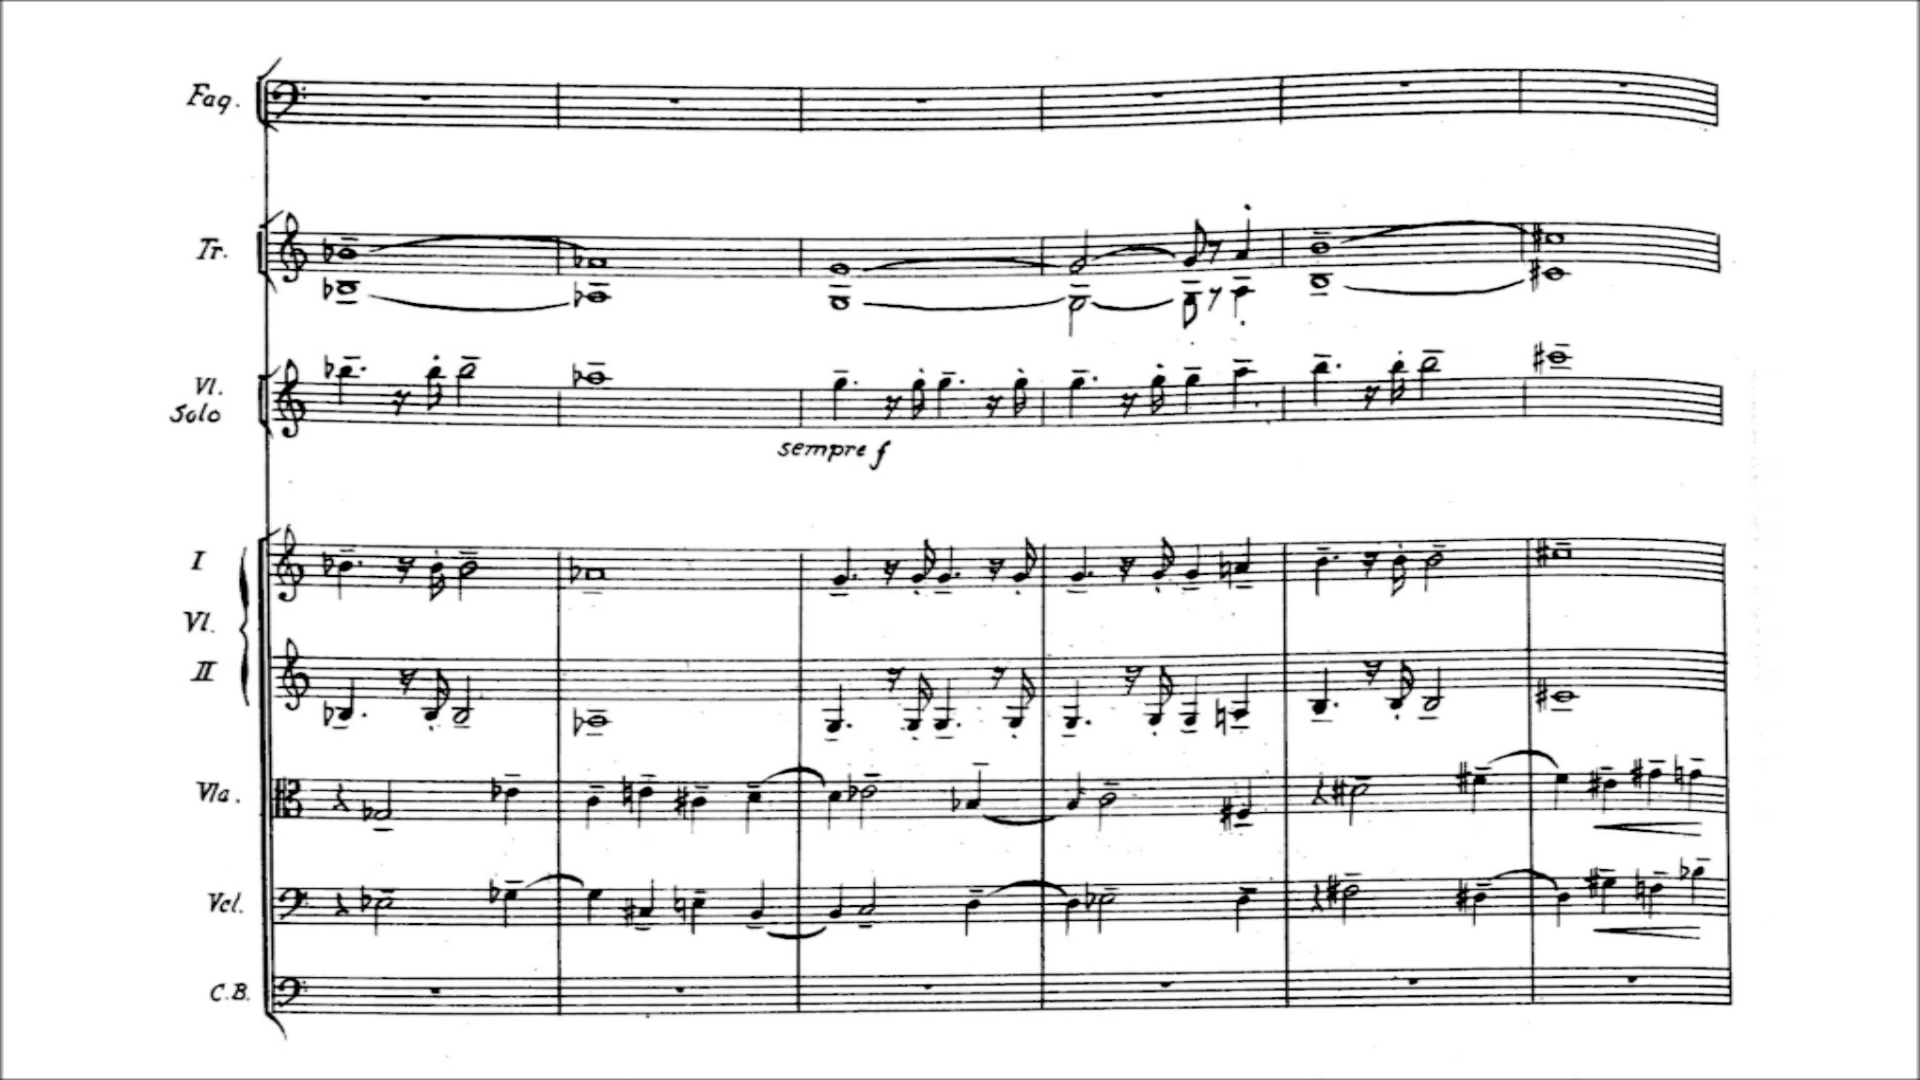 Fag.
Tr.
Vl.
Solo
sempre f
I
Vl.
II
Vla.
Vcl.
C.B.